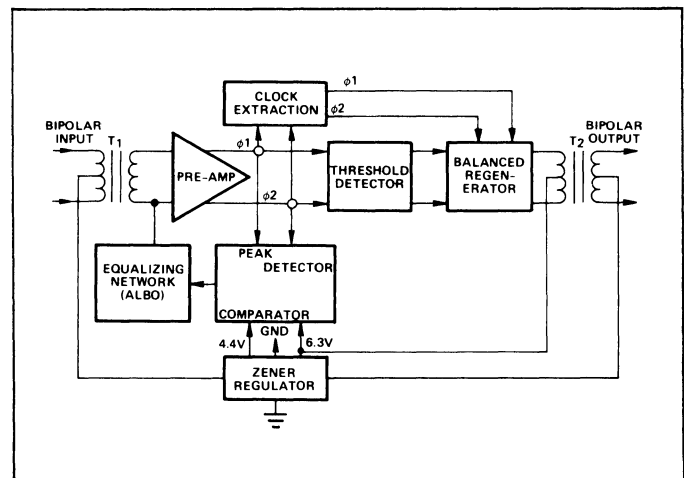 φ1
CLOCK
EXTRACTION
φ2
BIPOLAR
INPUT
T1
PRE-AMP
φ1
φ2
THRESHOLD
DETECTOR
BALANCED
REGEN-
ERATOR
T2
BIPOLAR
OUTPUT
EQUALIZING
NETWORK
(ALBO)
PEAK
DETECTOR
COMPARATOR
GND
4.4V
6.3V
ZENER
REGULATOR